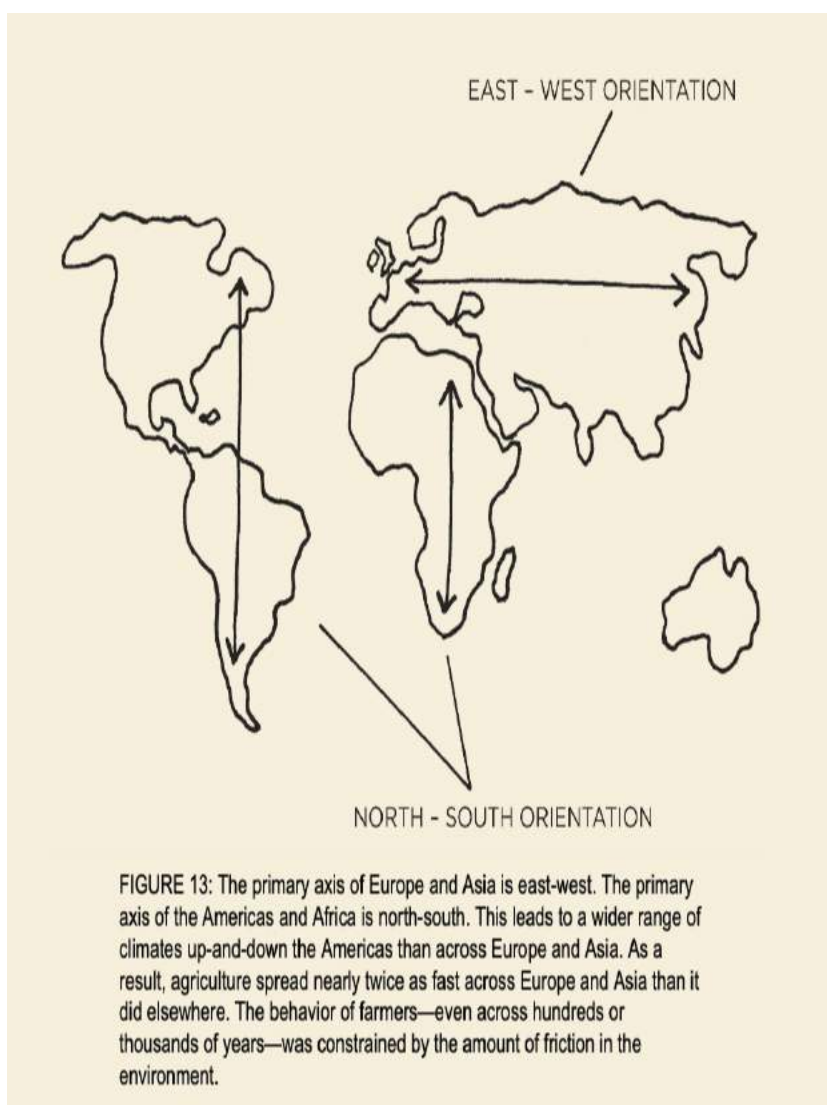 EAST - WEST ORIENTATION
NORTH - SOUTH ORIENTATION
FIGURE 13: The primary axis of Europe and Asia is east-west. The primary
axis of the Americas and Africa is north-south. This leads to a wider range of
climates up-and-down the Americas than across Europe and Asia. As a
result, agriculture spread nearly twice as fast across Europe and Asia than it
did elsewhere. The behavior of farmers—even across hundreds or
thousands of years—was constrained by the amount of friction in the
environment.